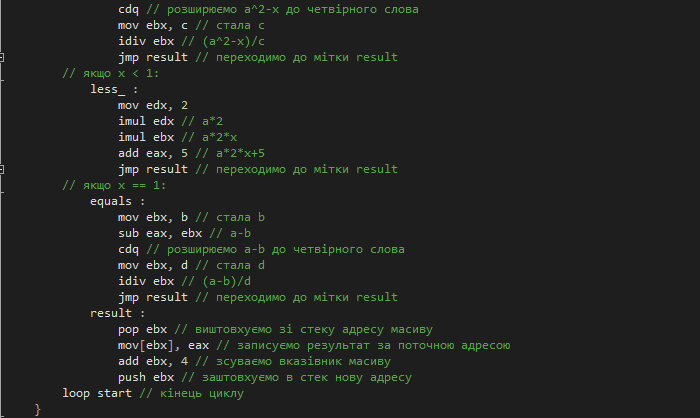 cdq // розширюємо a^2-x до четвірного слова
mov ebx, c // стала c
idiv ebx // (a^2-x)/c
jmp result // переходимо до мітки result
// якщо x < 1:
less_ :
mov edx, 2
imul edx // a*2
imul ebx // a*2*x
add eax, 5 // a*2*x+5
jmp result // переходимо до мітки result
// якщо x == 1:
equals :
mov ebx, b // стала b
sub eax, ebx // a-b
cdq // розширюємо a-b до четвірного слова
mov ebx, d // стала d
idiv ebx // (a-b)/d
jmp result // переходимо до мітки result
result :
pop ebx // виштовхуємо зі стеку адресу масиву
mov[ebx], eax // записуємо результат за поточною адресою
add ebx, 4 // зсуваємо вказівник масиву
push ebx // заштовхуємо в стек нову адресу
loop start // кінець циклу
}